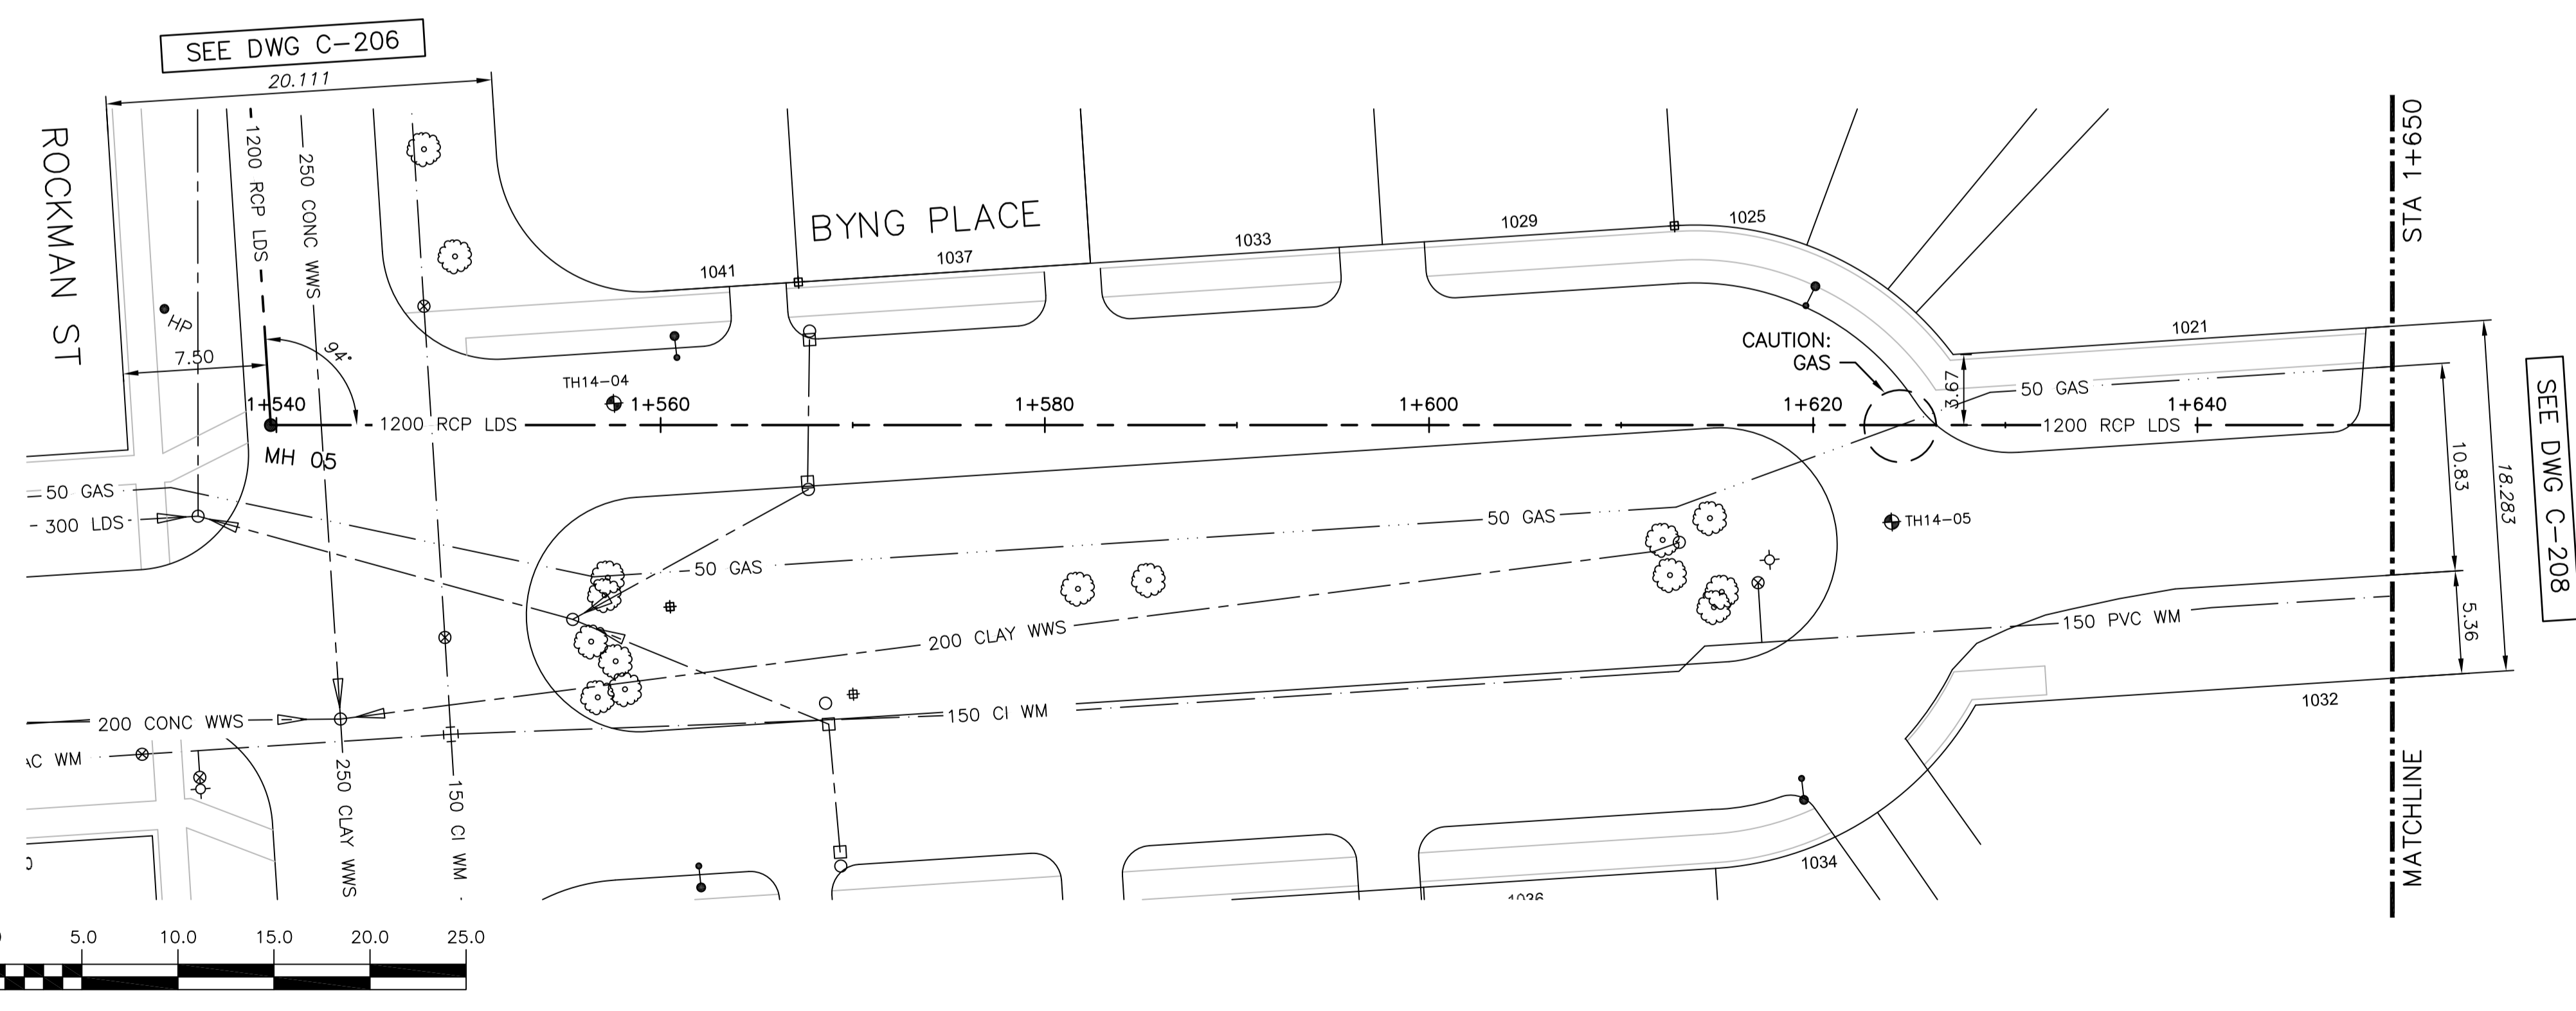 SEE DWG C-206
20.111
ROCKMAN ST
1200 RCP LDS
250 CONC WWS
BYNG PLACE
1041
1037
1033
1029
1025
1021
STA 1+650
HP
7.50
94°
CAUTION:
GAS
3.97
50 GAS
TH14-04
1+540
1+560
1+580
1+600
1+620
1+640
1200 RCP LDS
1200 RCP LDS
MH 05
50 GAS
300 LDS
50 GAS
50 GAS
TH14-05
10.83
18.283
SEE DWG C-208
5.36
200 CLAY WWS
150 PVC WM
200 CONC WWS
150 CI WM
1032
AC WM
250 CLAY WWS
150 CI WM
MATCHLINE
1034
1036
5.0
10.0
15.0
20.0
25.0